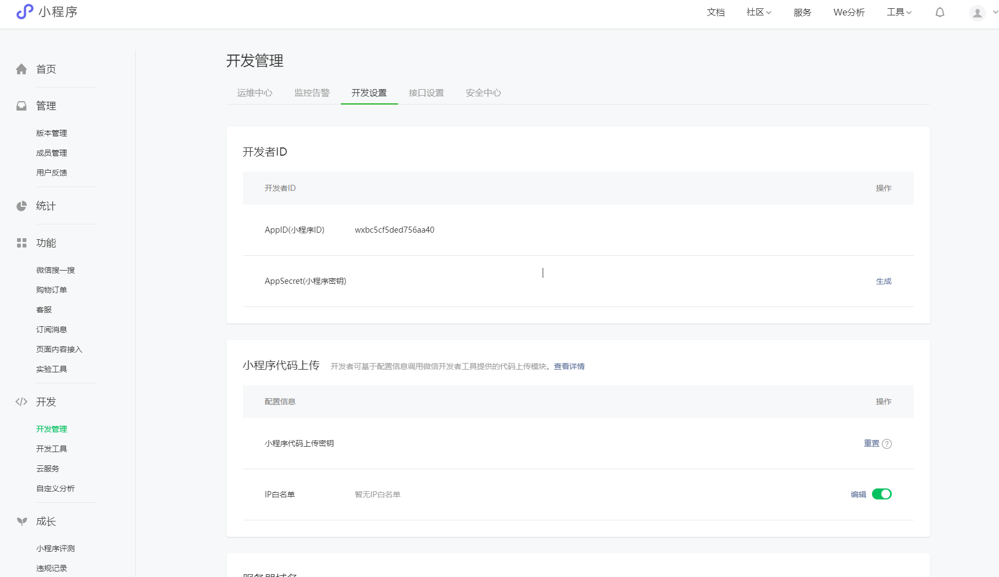 小程序
文档
社区
服务
We分析
工具
首页
管理
版本管理
成员管理
用户反馈
统计
功能
微信搜一搜
购物订单
客服
订阅消息
页面内容接入
实验工具
开发
开发管理
开发工具
云服务
自定义分析
成长
小程序评测
违规记录
开发管理
运维中心
监控告警
开发设置
接口设置
安全中心
开发者ID
开发者ID
操作
AppID(小程序ID)
wxbc5cf5ded756aa40
AppSecret(小程序密钥)
生成
小程序代码上传
开发者可基于配置信息调用微信开发者工具提供的代码上传模块。查看详情
配置信息
操作
小程序代码上传密钥
重置
IP白名单
暂无IP白名单
编辑
服务器域名